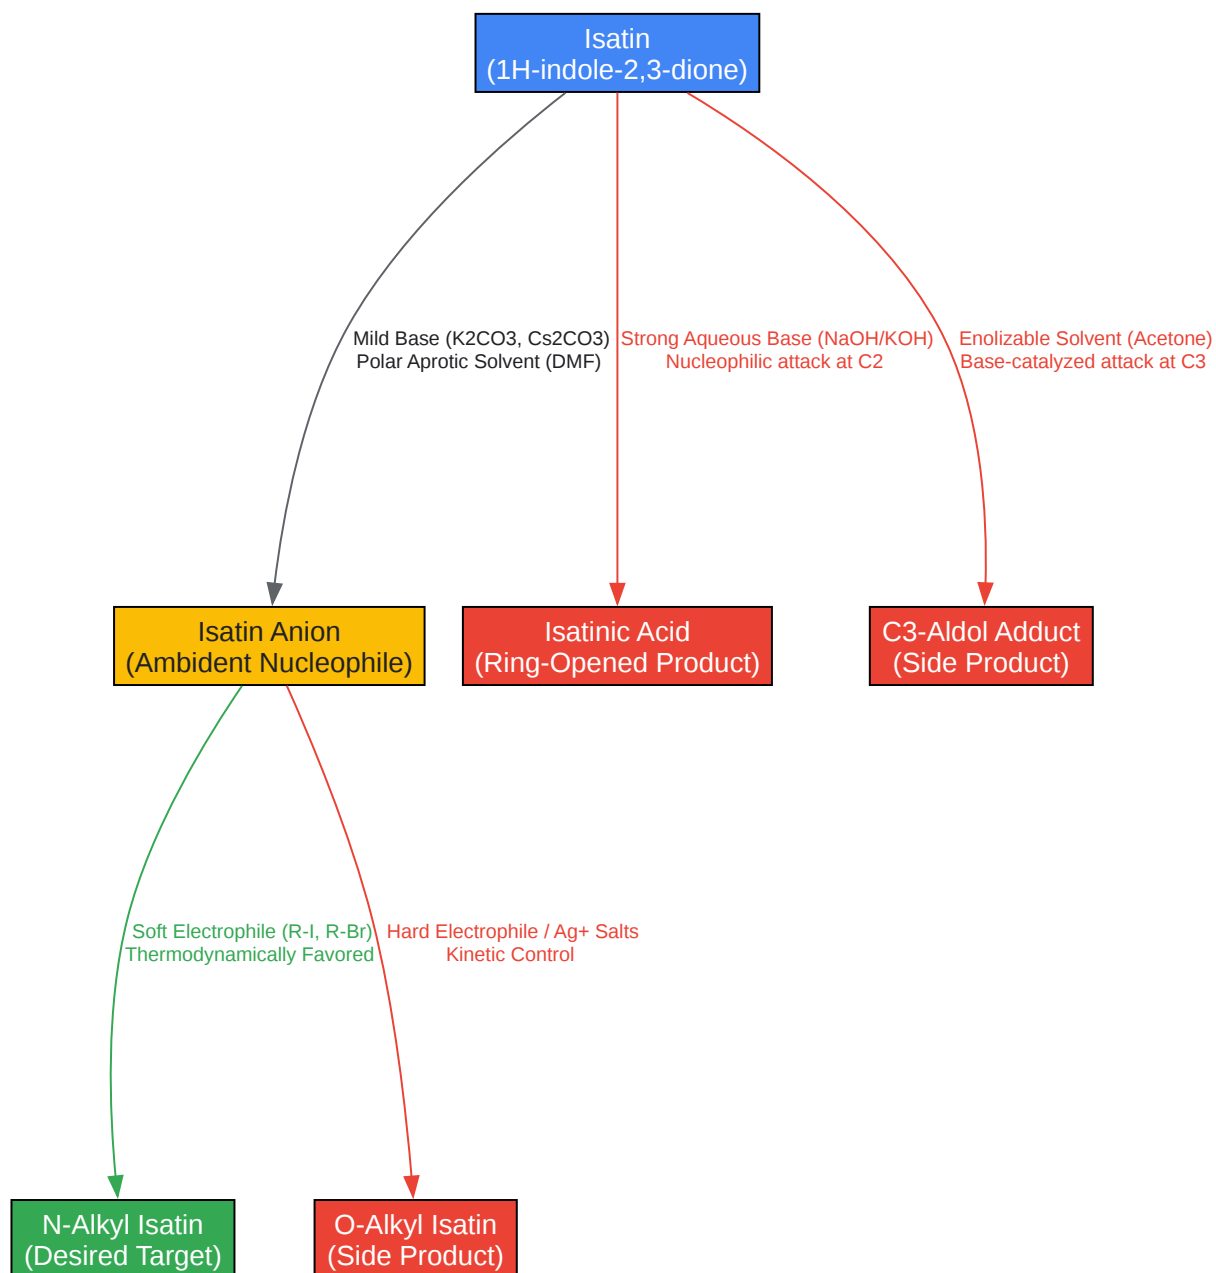 Isatin
(1H-indole-2,3-dione)
Mild Base (K2CO3, Cs2CO3)
Polar Aprotic Solvent (DMF)
Strong Aqueous Base (NaOH/KOH)
Nucleophilic attack at C2
Enolizable Solvent (Acetone)
Base-catalyzed attack at C3
Isatin Anion
(Ambident Nucleophile)
Isatinic Acid
(Ring-Opened Product)
C3-Aldol Adduct
(Side Product)
Soft Electrophile (R-I, R-Br)
Thermodynamically Favored
Hard Electrophile / Ag+ Salts
Kinetic Control
N-Alkyl Isatin
(Desired Target)
O-Alkyl Isatin
(Side Product)